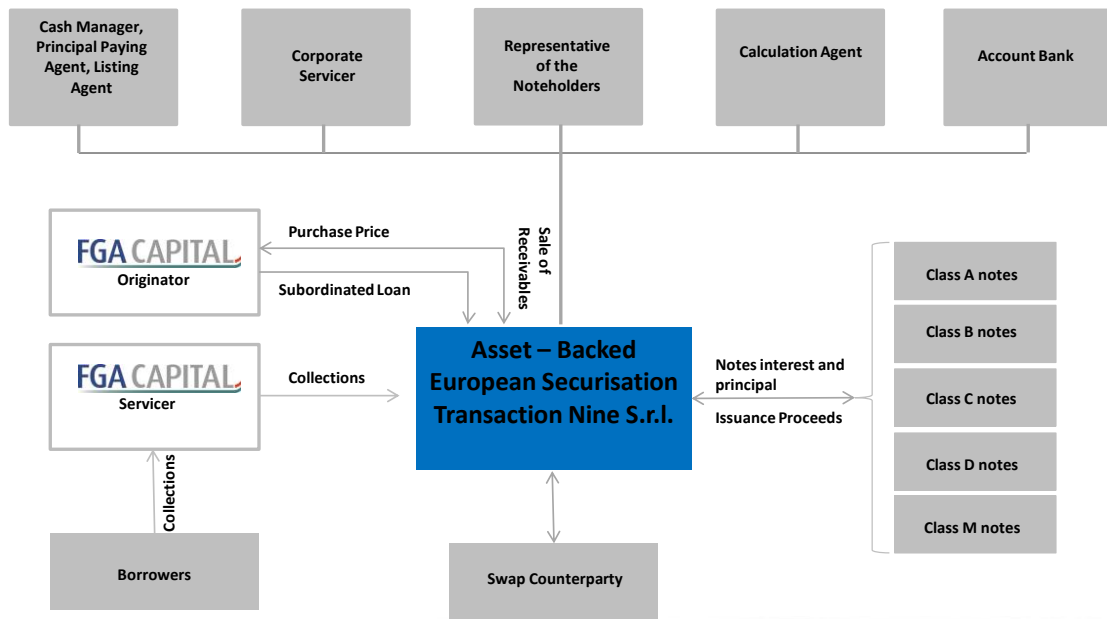 Cash Manager,
Principal Paying
Agent, Listing
Agent
Corporate
Servicer
Representative
of the
Noteholders
Calculation Agent
Account Bank
FGA CAPITAL
Originator
Purchase Price
Subordinated Loan
Sale of
Receivables
FGA CAPITAL
Servicer
Collections
Asset – Backed
European Securisation
Transaction Nine S.r.l.
Notes interest and
principal
Issuance Proceeds
Class A notes
Class B notes
Class C notes
Class D notes
Class M notes
Collections
Borrowers
Swap Counterparty